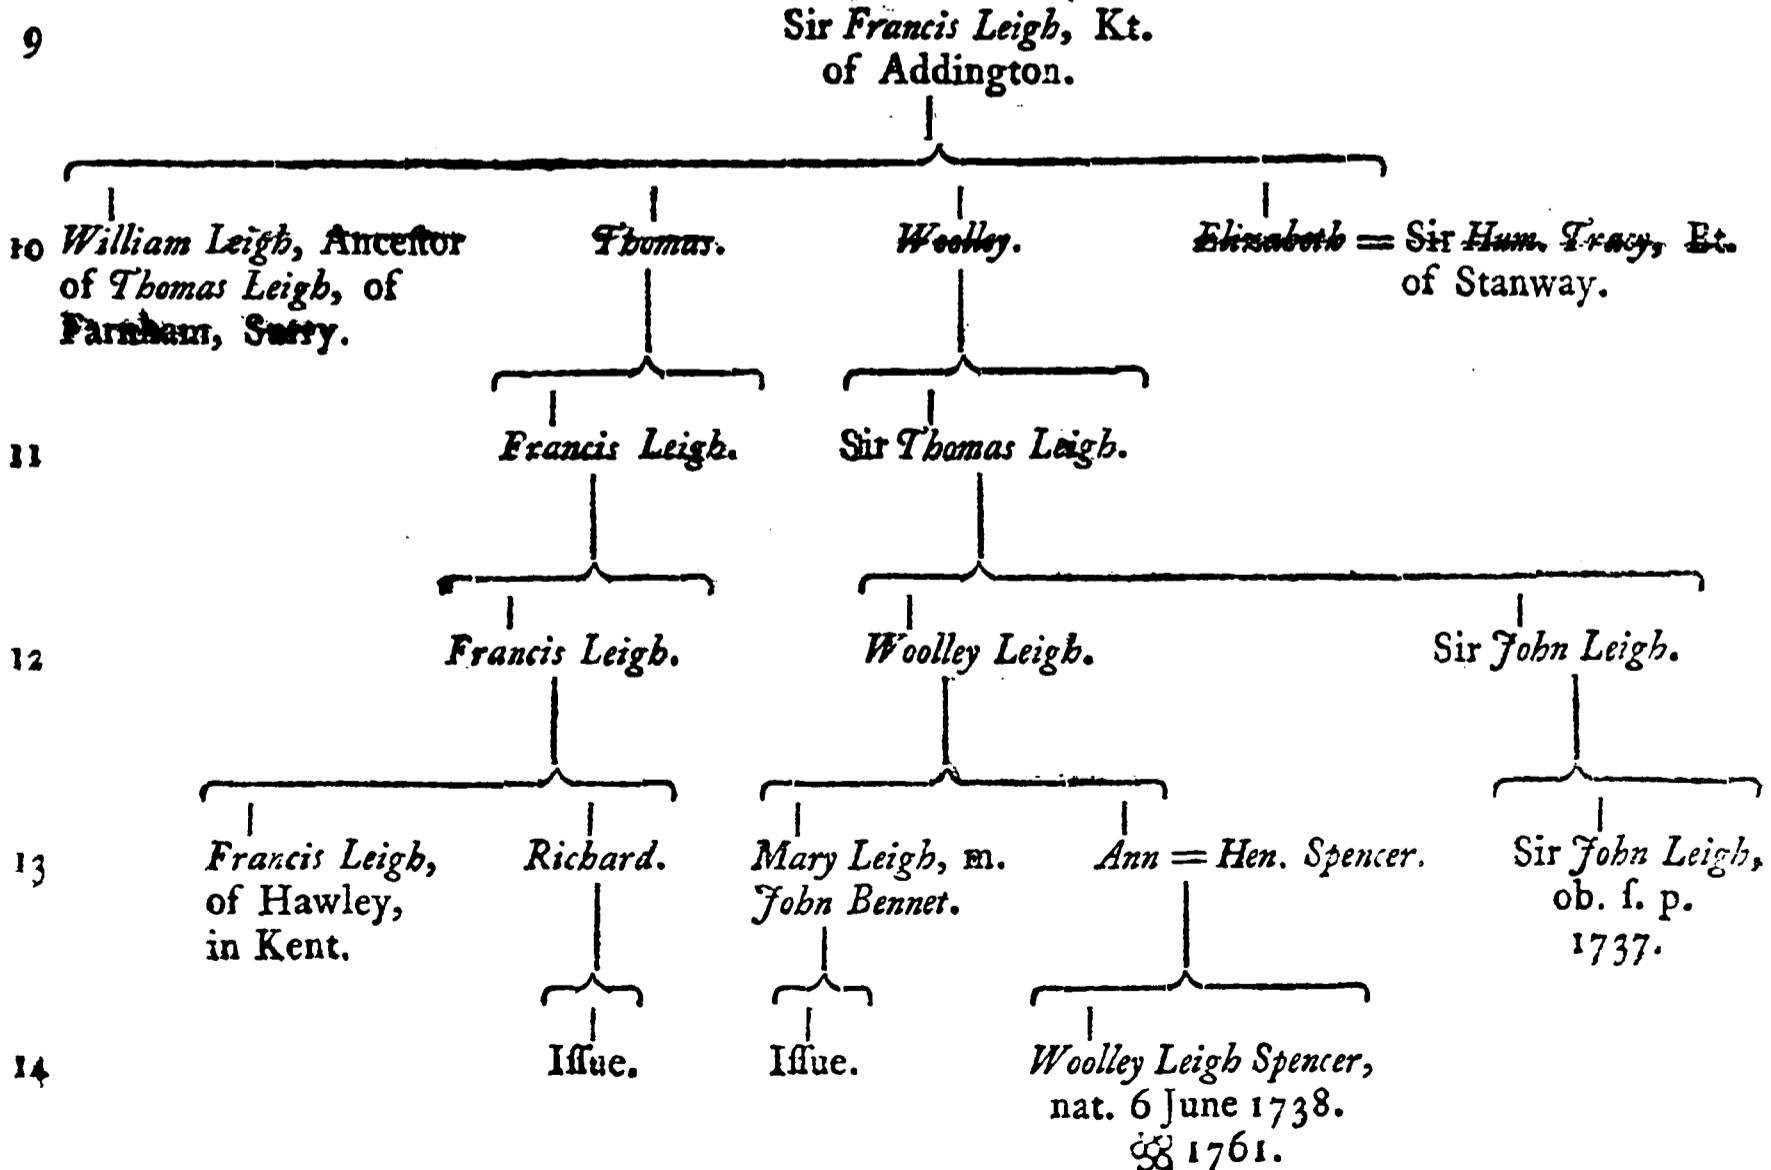 9
Sir Francis Leigh, Kt.
of Addington.
10 William Leigh, Anceſtor Thomas. Woolley. Elizabeth = Sir Hum. Tracy, Bt.
of Thomas Leigh, of of Stanway.
Farnham, Surry.
11 Francis Leigh. Sir Thomas Leigh.
12 Francis Leigh. Woolley Leigh. Sir John Leigh.
13 Francis Leigh, Richard. Mary Leigh, m. Ann = Hen. Spencer. Sir John Leigh,
of Hawley, John Bennet. ob. ſ. p.
in Kent. 1737.
14 Iſſue. Iſſue. Woolley Leigh Spencer,
nat. 6 June 1738.
1761.